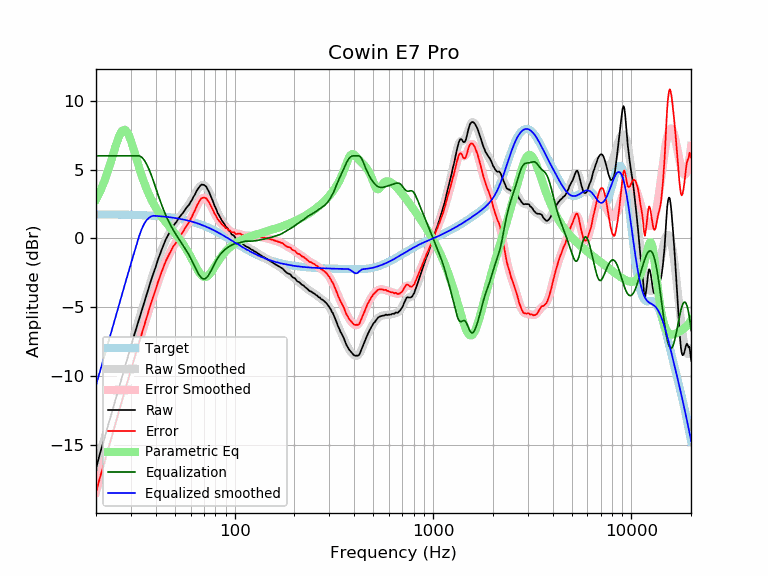 Cowin E7 Pro
Amplitude (dBr)
10
5
0
−5
−10
−15
Target
Raw Smoothed
Error Smoothed
Raw
Error
Parametric Eq
Equalization
Equalized smoothed
100
1000
10000
Frequency (Hz)